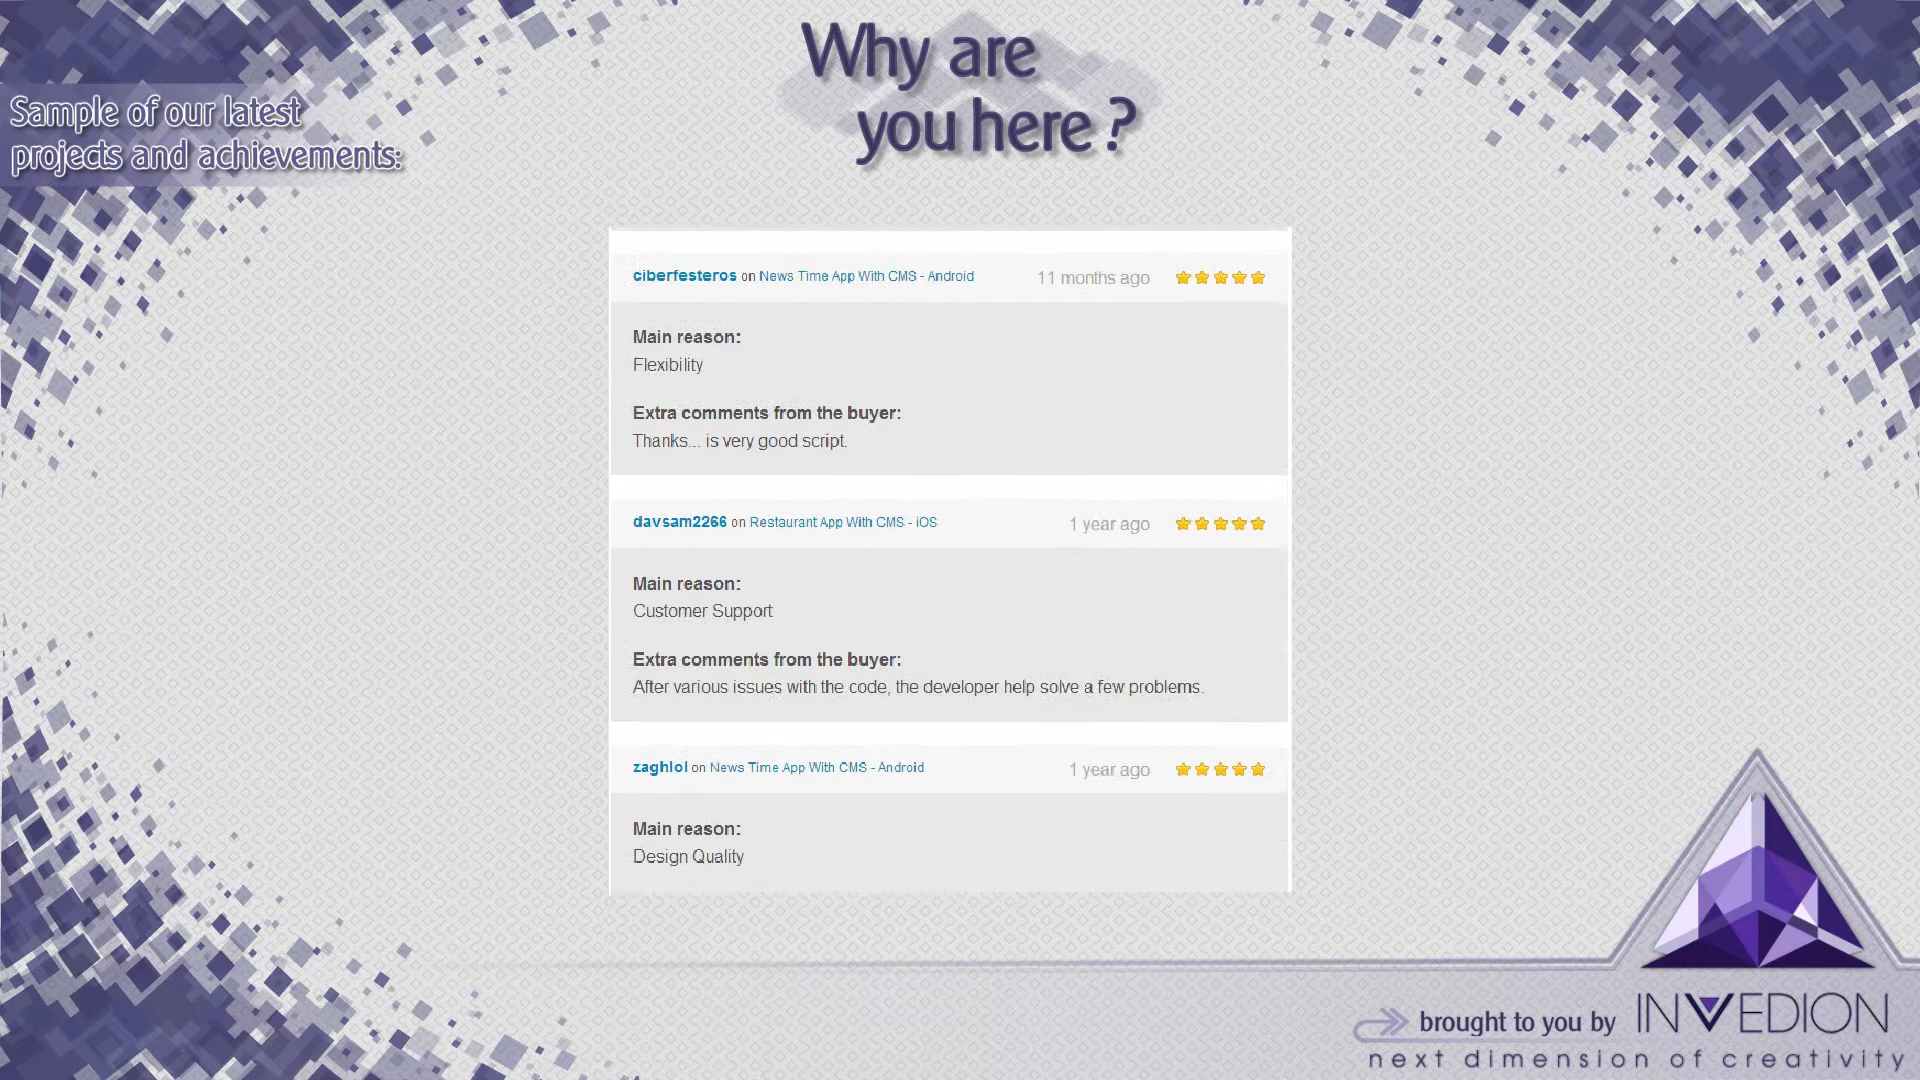 Why are
you here ?
Sample of our latest
projects and achievements:
ciberfesteros on News Time App With CMS - Android 11 months ago
Main reason:
Flexibility
Extra comments from the buyer:
Thanks... is very good script.
davsam2266 on Restaurant App With CMS - iOS 1 year ago
Main reason:
Customer Support
Extra comments from the buyer:
After various issues with the code, the developer help solve a few problems.
zaghlol on News Time App With CMS - Android 1 year ago
Main reason:
Design Quality
brought to you by INVEDION
next dimension of creativity